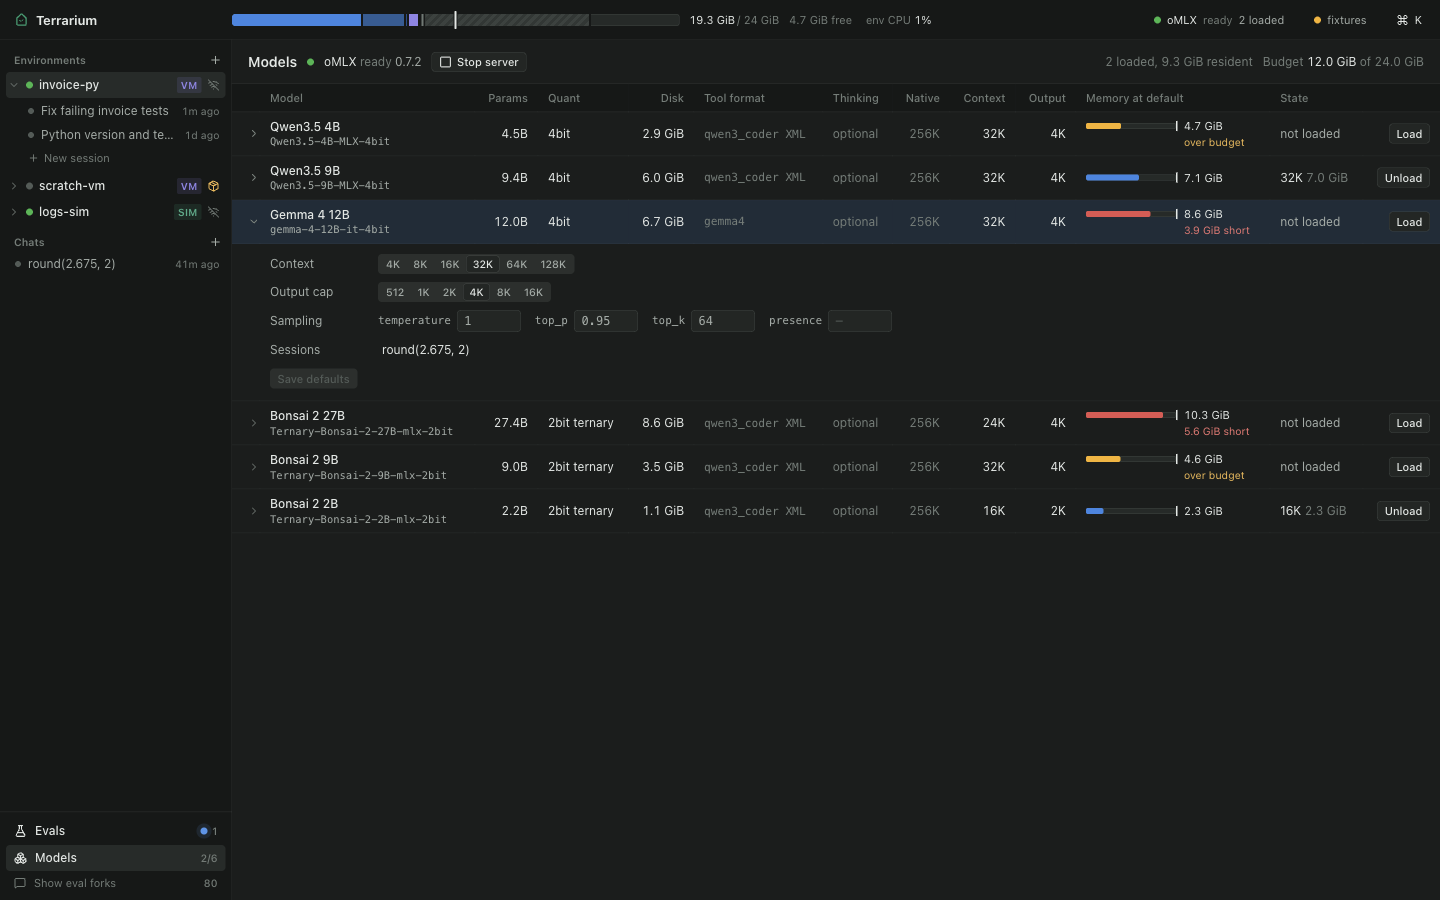 Terrarium
19.3 GiB / 24 GiB 4.7 GiB free env CPU 1%
oMLX ready 2 loaded fixtures ⌘ K
Environments +
invoice-py VM
Fix failing invoice tests 1m ago
Python version and te... 1d ago
+ New session
scratch-vm VM
logs-sim SIM
Chats +
round(2.675, 2) 41m ago
Evals 1
Models 2/6
Show eval forks 80
Models oMLX ready 0.7.2 Stop server
2 loaded, 9.3 GiB resident Budget 12.0 GiB of 24.0 GiB
Model Params Quant Disk Tool format Thinking Native Context Output Memory at default State
Qwen3.5 4B 4.5B 4bit 2.9 GiB qwen3_coder XML optional 256K 32K 4K 4.7 GiB not loaded Load
Qwen3.5-4B-MLX-4bit over budget
Qwen3.5 9B 9.4B 4bit 6.0 GiB qwen3_coder XML optional 256K 32K 4K 7.1 GiB 32K 7.0 GiB Unload
Qwen3.5-9B-MLX-4bit
Gemma 4 12B 12.0B 4bit 6.7 GiB gemma4 optional 256K 32K 4K 8.6 GiB not loaded Load
gemma-4-12B-it-4bit 3.9 GiB short
Context 4K 8K 16K 32K 64K 128K
Output cap 512 1K 2K 4K 8K 16K
Sampling temperature 1 top_p 0.95 top_k 64 presence –
Sessions round(2.675, 2)
Save defaults
Bonsai 2 27B 27.4B 2bit ternary 8.6 GiB qwen3_coder XML optional 256K 24K 4K 10.3 GiB not loaded Load
Ternary-Bonsai-2-27B-mlx-2bit 5.6 GiB short
Bonsai 2 9B 9.0B 2bit ternary 3.5 GiB qwen3_coder XML optional 256K 32K 4K 4.6 GiB not loaded Load
Ternary-Bonsai-2-9B-mlx-2bit over budget
Bonsai 2 2B 2.2B 2bit ternary 1.1 GiB qwen3_coder XML optional 256K 16K 2K 2.3 GiB 16K 2.3 GiB Unload
Ternary-Bonsai-2-2B-mlx-2bit